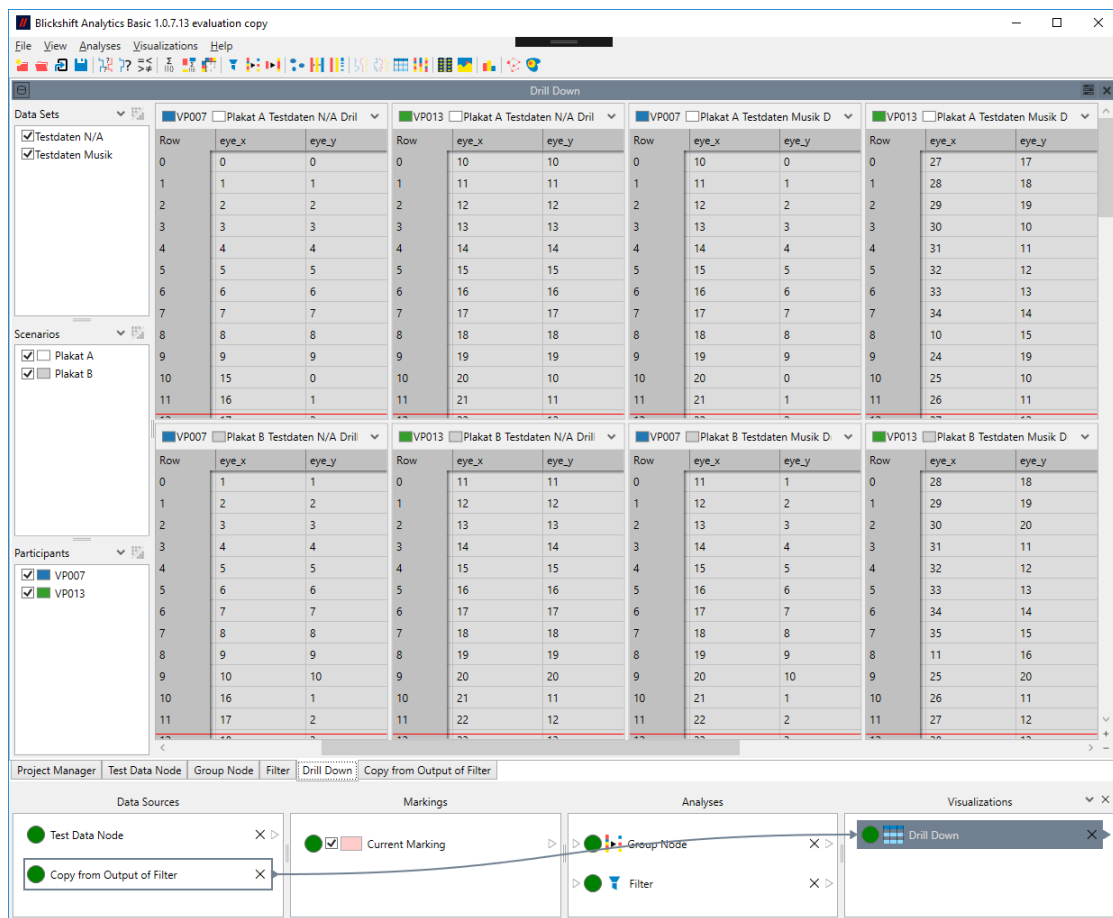 Blickshift Analytics Basic 1.0.7.13 evaluation copy
File View Analyses Visualizations Help
Drill Down
Data Sets
Testdaten N/A
Testdaten Musik
Scenarios
Plakat A
Plakat B
Participants
VP007
VP013
VP007 Plakat A Testdaten N/A Dril
Row eye_x eye_y
0 0 0
1 1 1
2 2 2
3 3 3
4 4 4
5 5 5
6 6 6
7 7 7
8 8 8
9 9 9
10 15 0
11 16 1
VP013 Plakat A Testdaten N/A Dril
Row eye_x eye_y
0 10 10
1 11 11
2 12 12
3 13 13
4 14 14
5 15 15
6 16 16
7 17 17
8 18 18
9 19 19
10 20 10
11 21 11
VP007 Plakat A Testdaten Musik D
Row eye_x eye_y
0 10 0
1 11 1
2 12 2
3 13 3
4 14 4
5 15 5
6 16 6
7 17 7
8 18 8
9 19 9
10 20 0
11 21 1
VP013 Plakat A Testdaten Musik D
Row eye_x eye_y
0 27 17
1 28 18
2 29 19
3 30 10
4 31 11
5 32 12
6 33 13
7 34 14
8 10 15
9 24 19
10 25 10
11 26 11
VP007 Plakat B Testdaten N/A Dril
Row eye_x eye_y
0 1 1
1 2 2
2 3 3
3 4 4
4 5 5
5 6 6
6 7 7
7 8 8
8 9 9
9 10 10
10 16 1
11 17 2
VP013 Plakat B Testdaten N/A Dril
Row eye_x eye_y
0 11 11
1 12 12
2 13 13
3 14 14
4 15 15
5 16 16
6 17 17
7 18 18
8 19 19
9 20 20
10 21 11
11 22 12
VP007 Plakat B Testdaten Musik D
Row eye_x eye_y
0 11 1
1 12 2
2 13 3
3 14 4
4 15 5
5 16 6
6 17 7
7 18 8
8 19 9
9 20 10
10 21 1
11 22 2
VP013 Plakat B Testdaten Musik D
Row eye_x eye_y
0 28 18
1 29 19
2 30 20
3 31 11
4 32 12
5 33 13
6 34 14
7 35 15
8 11 16
9 25 20
10 26 11
11 27 12
Project Manager Test Data Node Group Node Filter Drill Down Copy from Output of Filter
Data Sources Markings Analyses Visualizations
Test Data Node
Copy from Output of Filter
Current Marking
Group Node
Filter
Drill Down